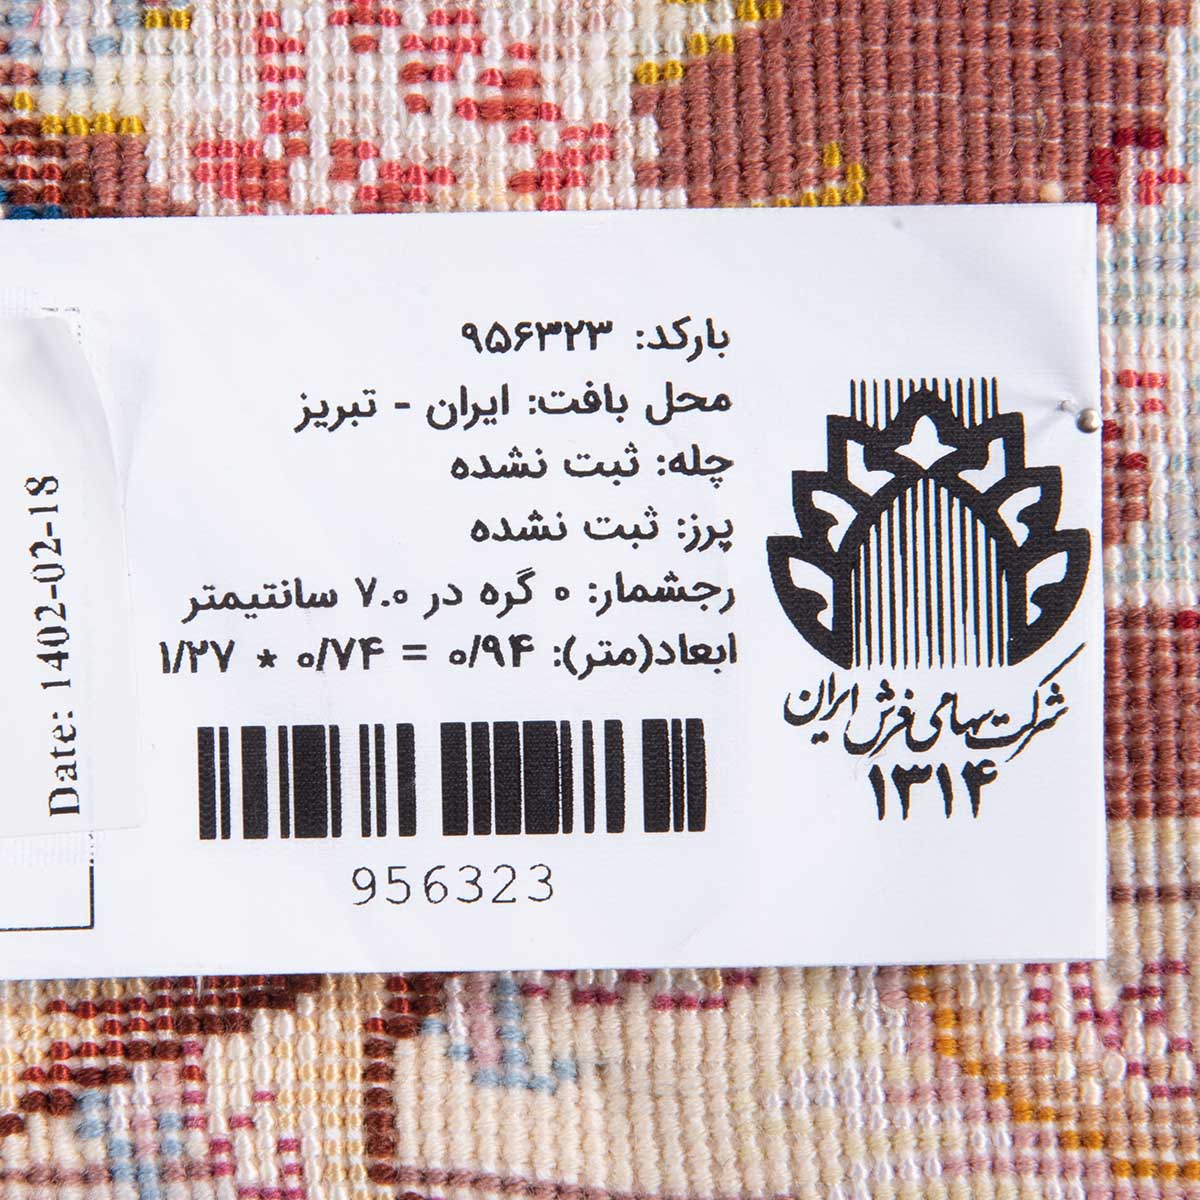 بارکد: ۹۵۶۳۲۳
محل بافت: ایران - تبریز
چله: ثبت نشده
پرز: ثبت نشده
رجشمار: ۰ گره در ۷.۰ سانتیمتر
ابعاد(متر): ۰/۹۴ = ۰/۷۴ * ۱/۲۷
956323
شرکت سهامی فرش ایران
۱۳۱۴
Date: 1402-02-18